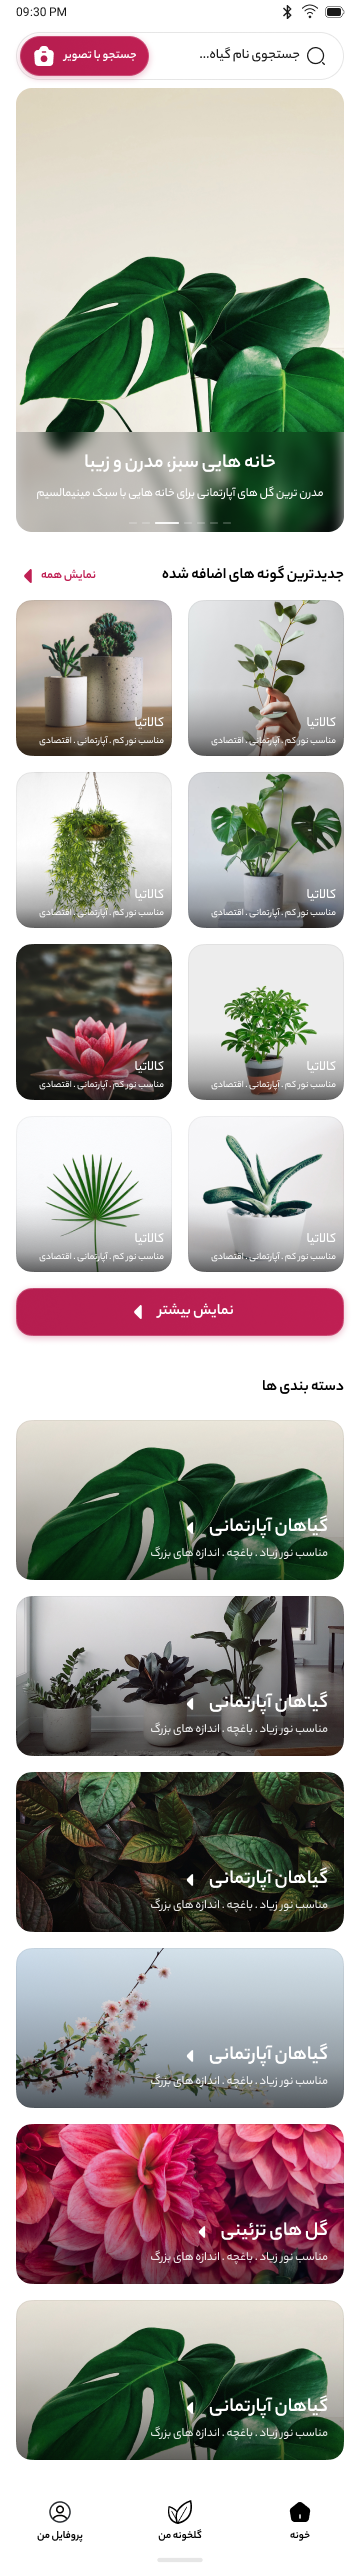 09:30 PM
جستجوی نام گیاه...
جستجو با تصویر
خانه هایی سبز، مدرن و زیبا
مدرن ترین گل های آپارتمانی برای خانه هایی با سبک مینیمالسیم
جدیدترین گونه های اضافه شده
نمایش همه
کالاتیا
مناسب نور کم . آپارتمانی . اقتصادی
کالاتیا
مناسب نور کم . آپارتمانی . اقتصادی
کالاتیا
مناسب نور کم . آپارتمانی . اقتصادی
کالاتیا
مناسب نور کم . آپارتمانی . اقتصادی
کالاتیا
مناسب نور کم . آپارتمانی . اقتصادی
کالاتیا
مناسب نور کم . آپارتمانی . اقتصادی
کالاتیا
مناسب نور کم . آپارتمانی . اقتصادی
کالاتیا
مناسب نور کم . آپارتمانی . اقتصادی
نمایش بیشتر
دسته بندی ها
گیاهان آپارتمانی
مناسب نور زیاد . باغچه . اندازه های بزرگ
گیاهان آپارتمانی
مناسب نور زیاد . باغچه . اندازه های بزرگ
گیاهان آپارتمانی
مناسب نور زیاد . باغچه . اندازه های بزرگ
گیاهان آپارتمانی
مناسب نور زیاد . باغچه . اندازه های بزرگ
گل های تزئینی
مناسب نور زیاد . باغچه . اندازه های بزرگ
گیاهان آپارتمانی
مناسب نور زیاد . باغچه . اندازه های بزرگ
خونه
گلخونه من
پروفایل من